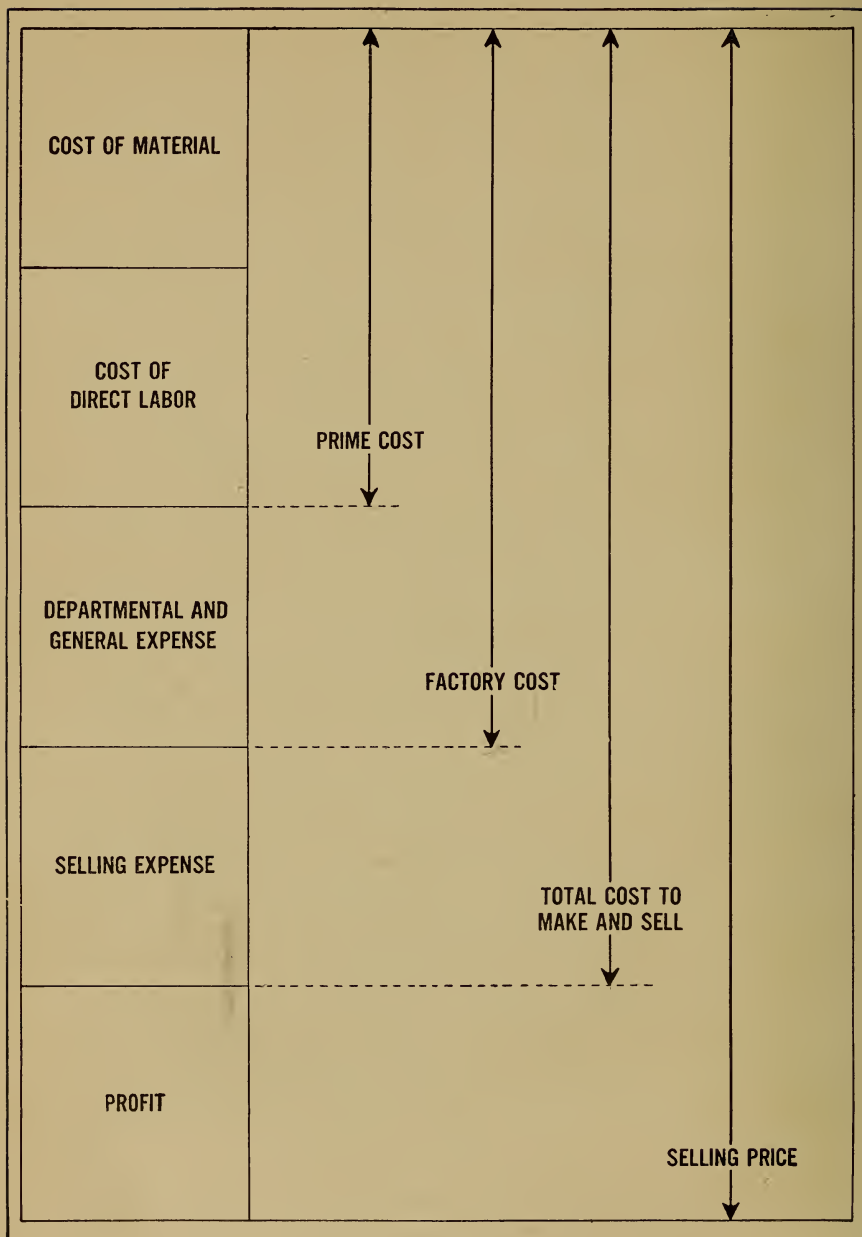 COST OF MATERIAL
COST OF
DIRECT LABOR
PRIME COST
DEPARTMENTAL AND
GENERAL EXPENSE
FACTORY COST
SELLING EXPENSE
TOTAL COST TO
MAKE AND SELL
PROFIT
SELLING PRICE